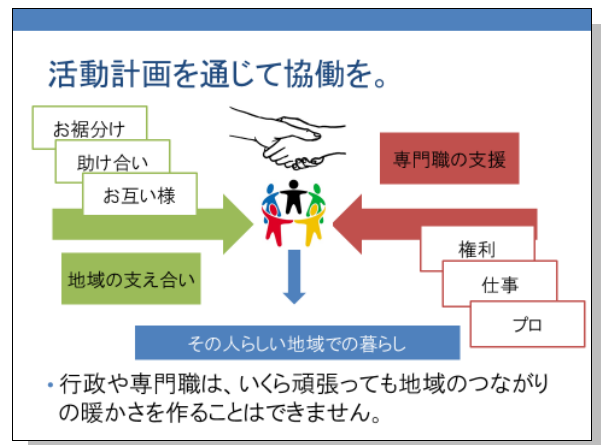 活動計画を通じて協働を。
お裾分け
助け合い
お互い様
専門職の支援
地域の支え合い
権利
仕事
プロ
その人らしい地域での暮らし
・行政や専門職は、いくら頑張っても地域のつながり
の暖かさを作ることはできません。